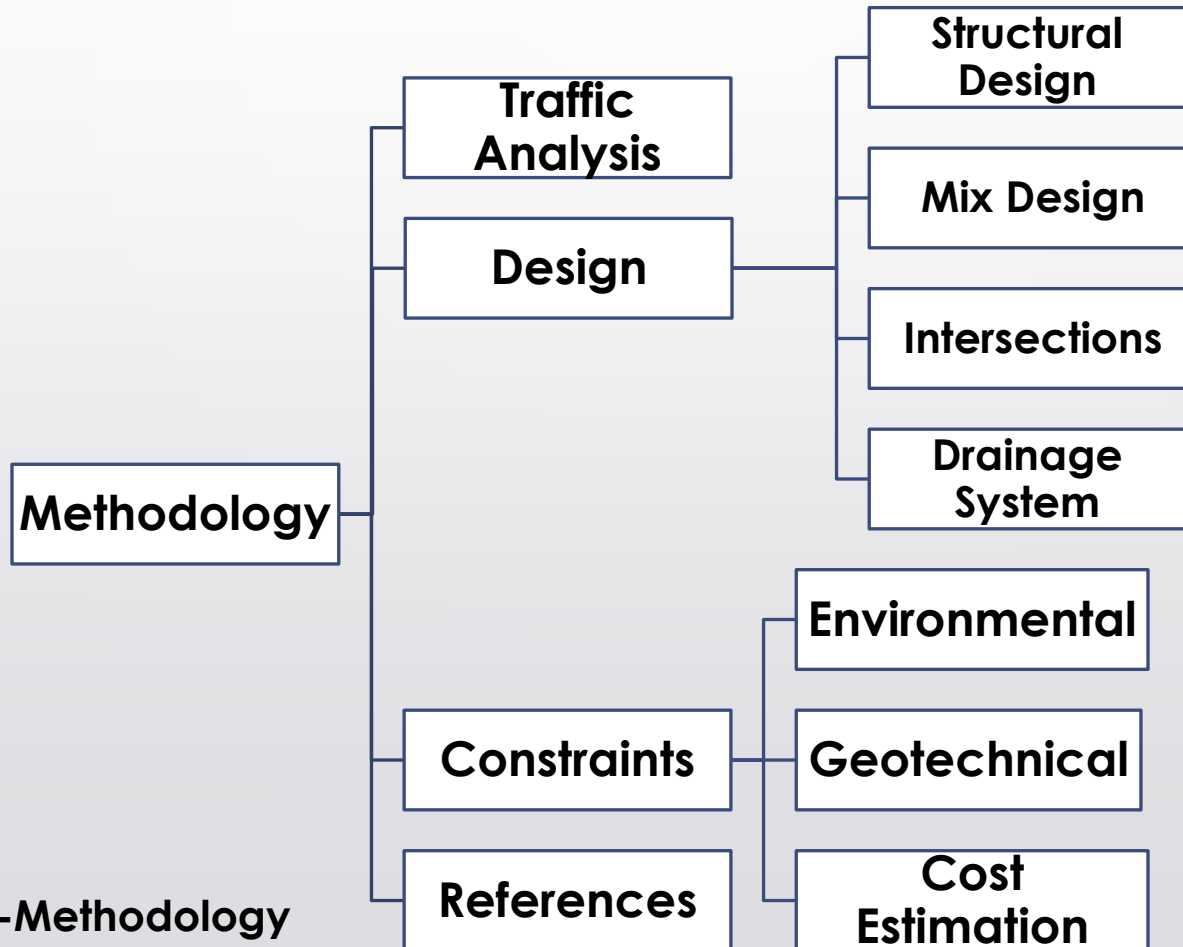 Structural
Design
Traffic
Analysis
Mix Design
Design
Intersections
Drainage
System
Methodology
Environmental
Constraints
Geotechnical
References
Cost
Estimation
-Methodology